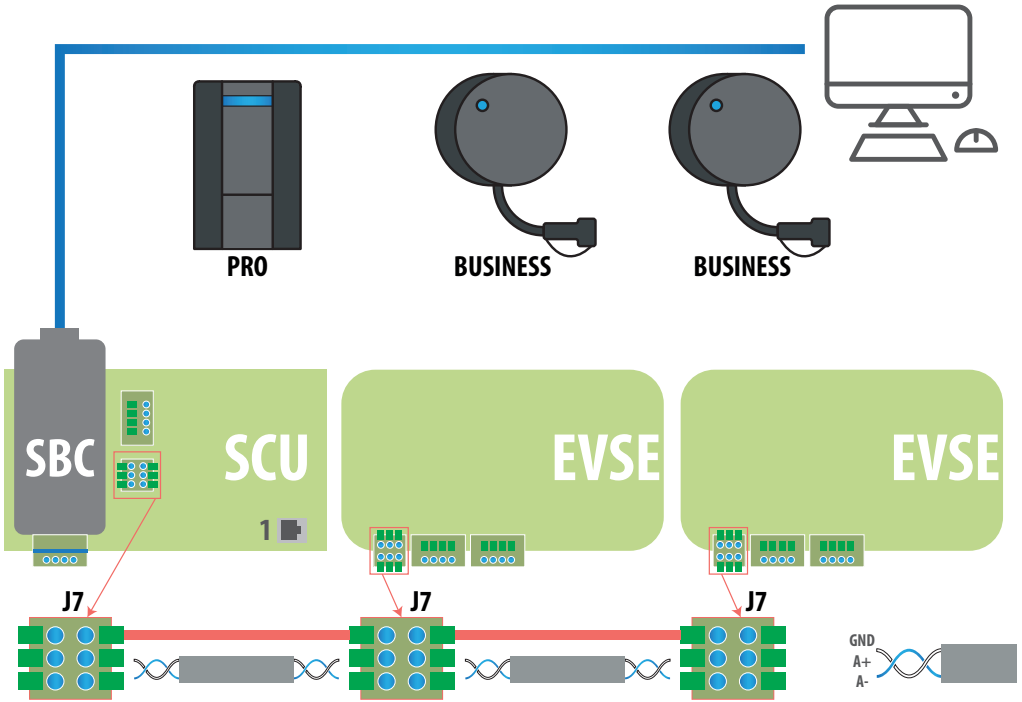 PRO
BUSINESS
BUSINESS
SBC
SCU
EVSE
EVSE
1
J7
J7
J7
GND
A+
A-